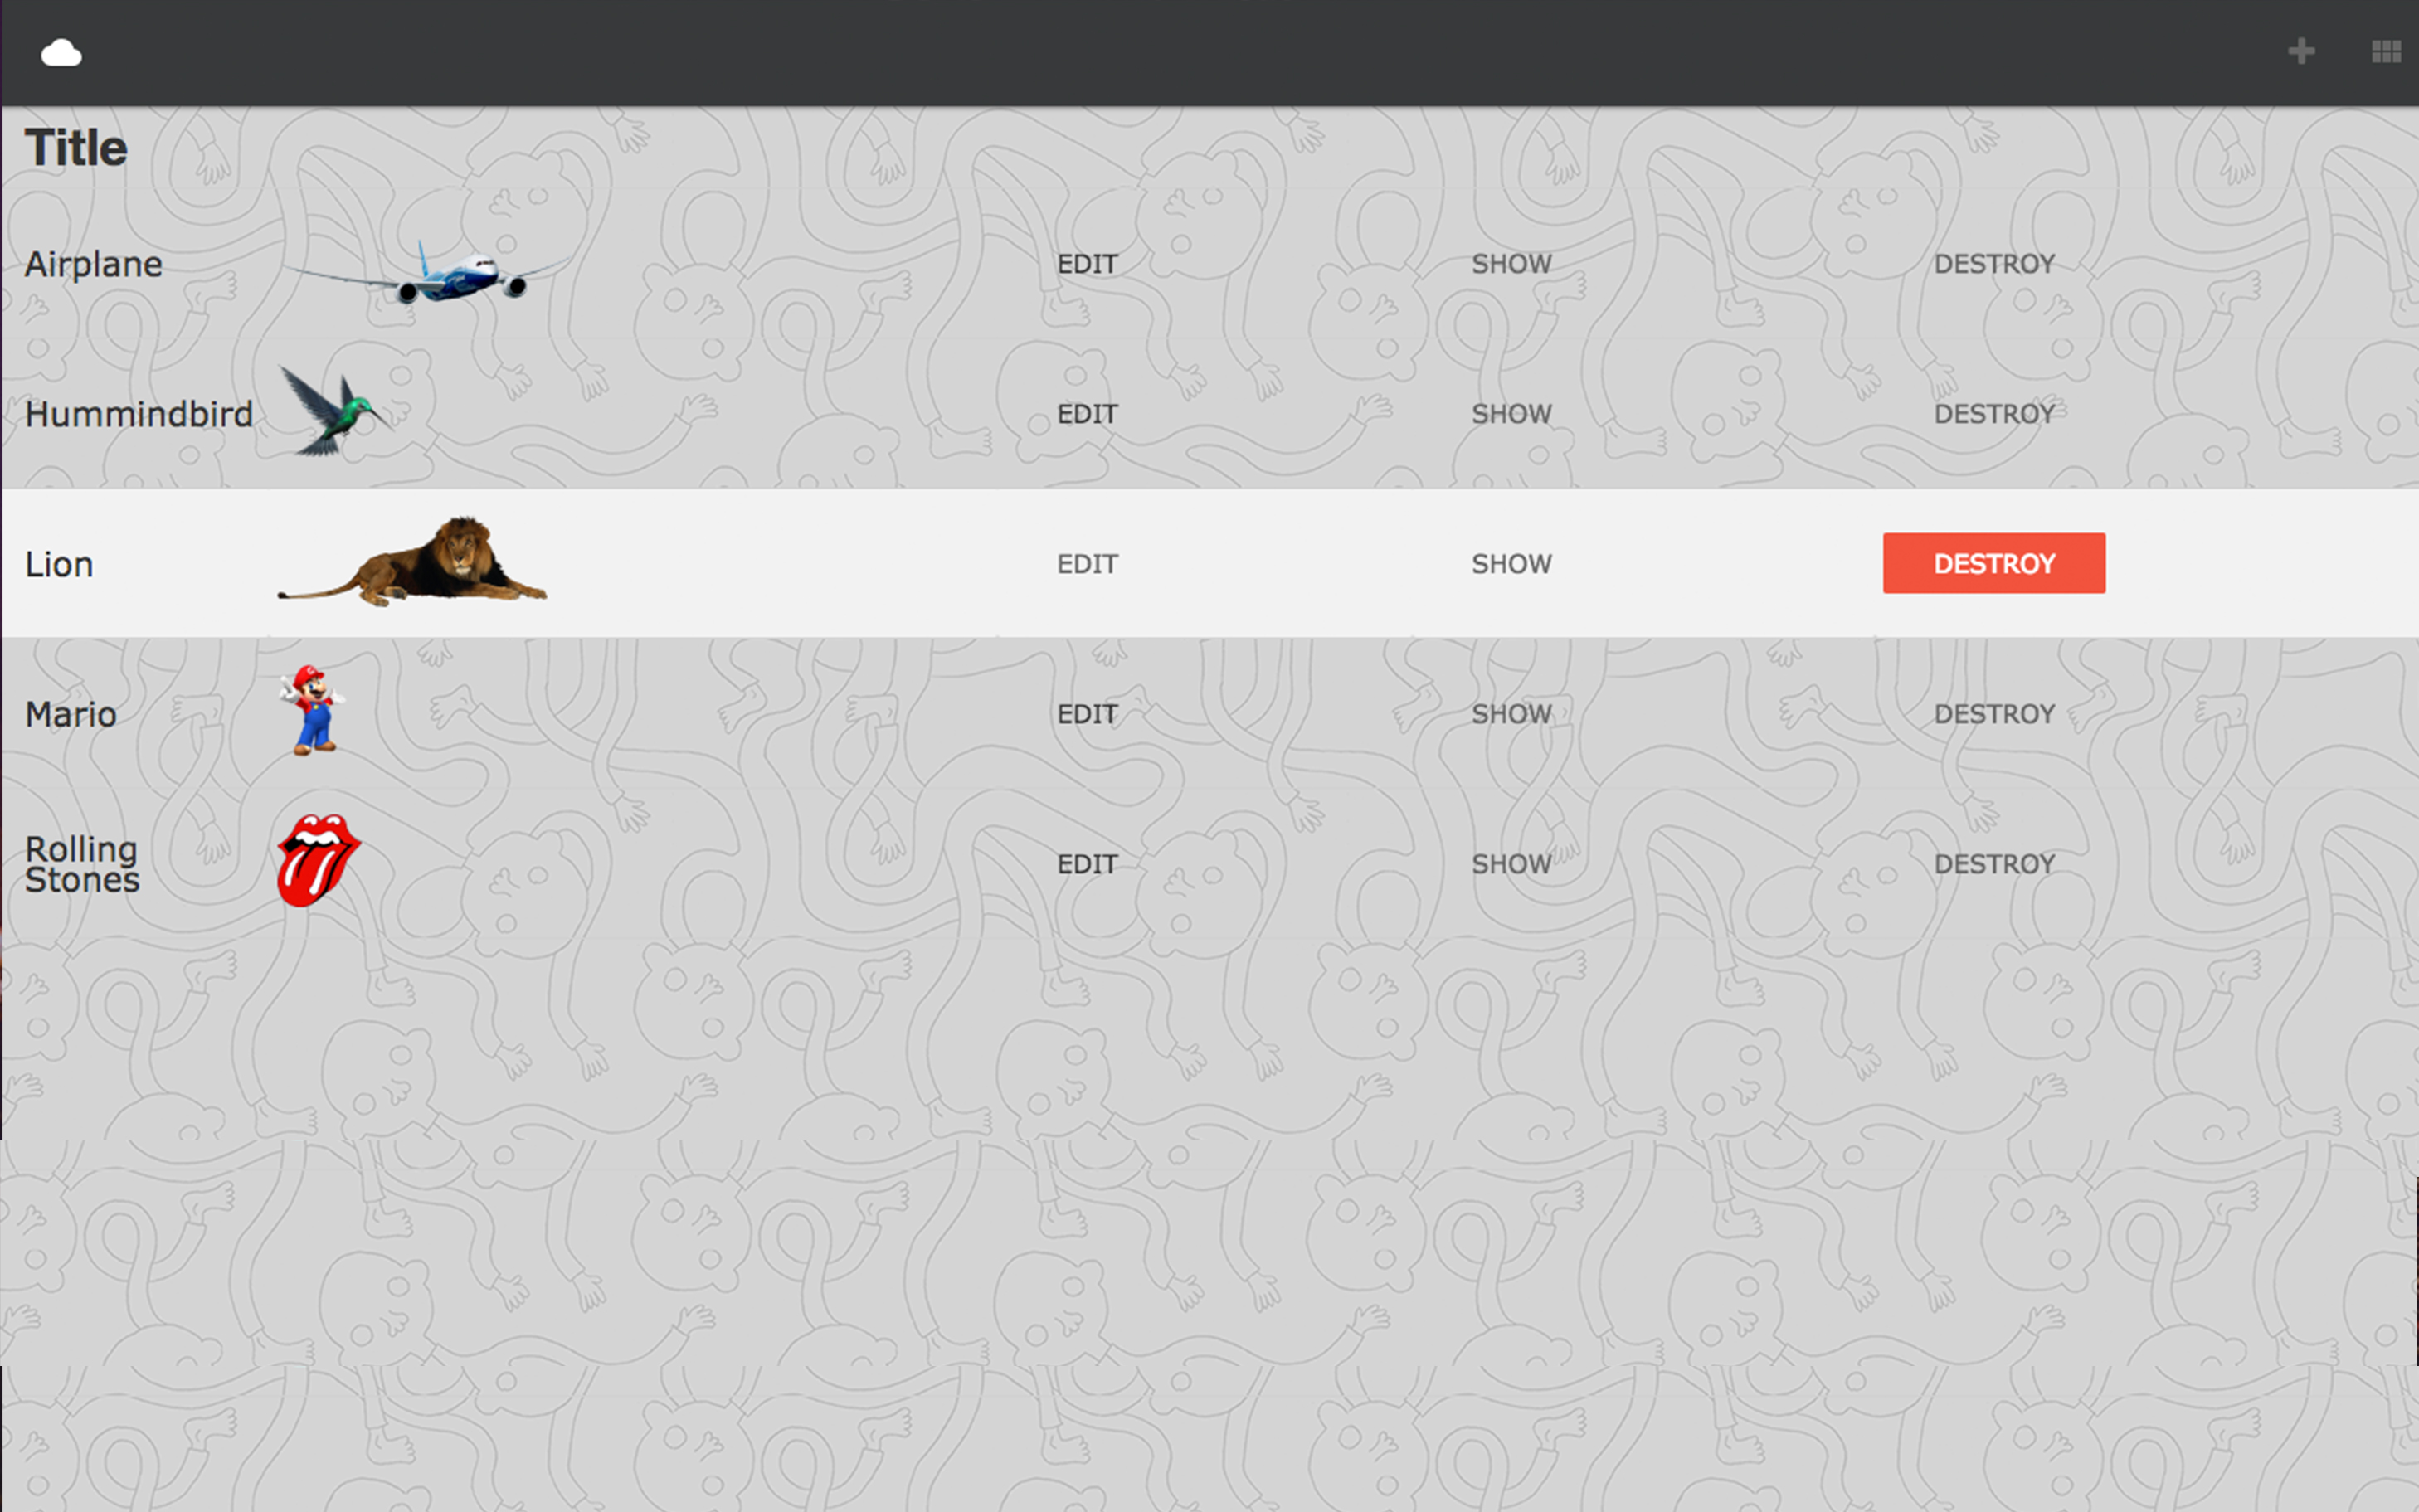 Title
Airplane EDIT SHOW DESTROY
Hummindbird EDIT SHOW DESTROY
Lion EDIT SHOW DESTROY
Mario EDIT SHOW DESTROY
Rolling
Stones EDIT SHOW DESTROY